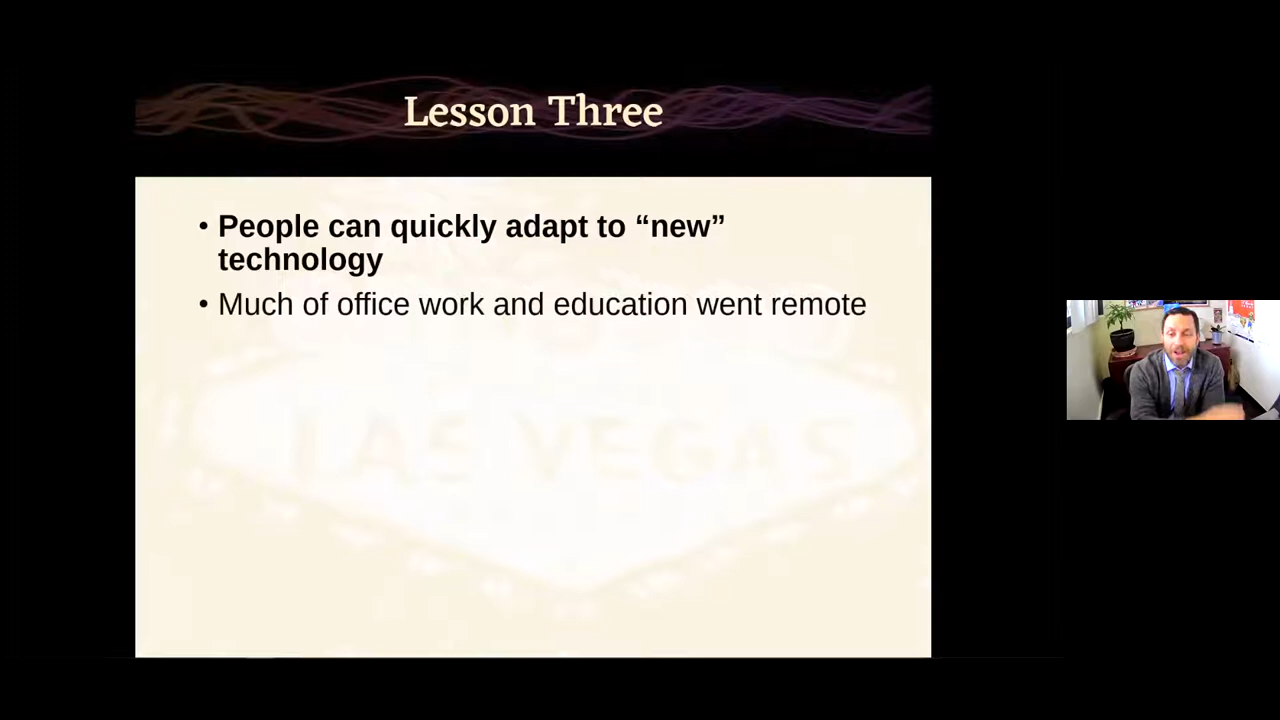 Lesson Three
• People can quickly adapt to “new”
technology
• Much of office work and education went remote
LAS VEGAS